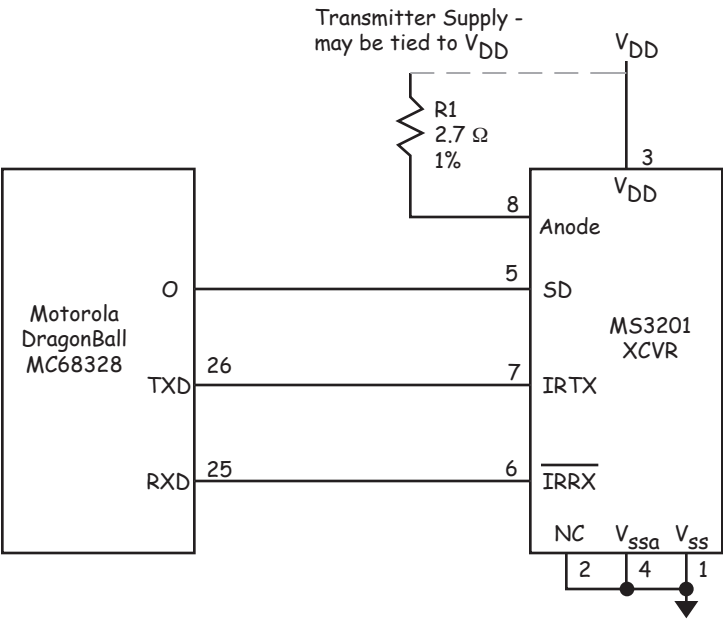 Transmitter Supply -
may be tied to VDD
VDD
R1
2.7 Ω
1%
3
VDD
8
Anode
O
5
SD
Motorola
DragonBall
MC68328
MS3201
XCVR
TXD
26
7
IRTX
RXD
25
6
IRRX
NC
Vssa
Vss
2
4
1